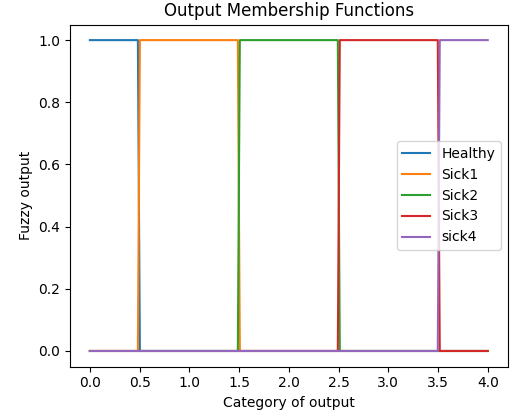 Output Membership Functions
Fuzzy output
1.0
0.8
0.6
0.4
0.2
0.0
Healthy
Sick1
Sick2
Sick3
sick4
0.0 0.5 1.0 1.5 2.0 2.5 3.0 3.5 4.0
Category of output